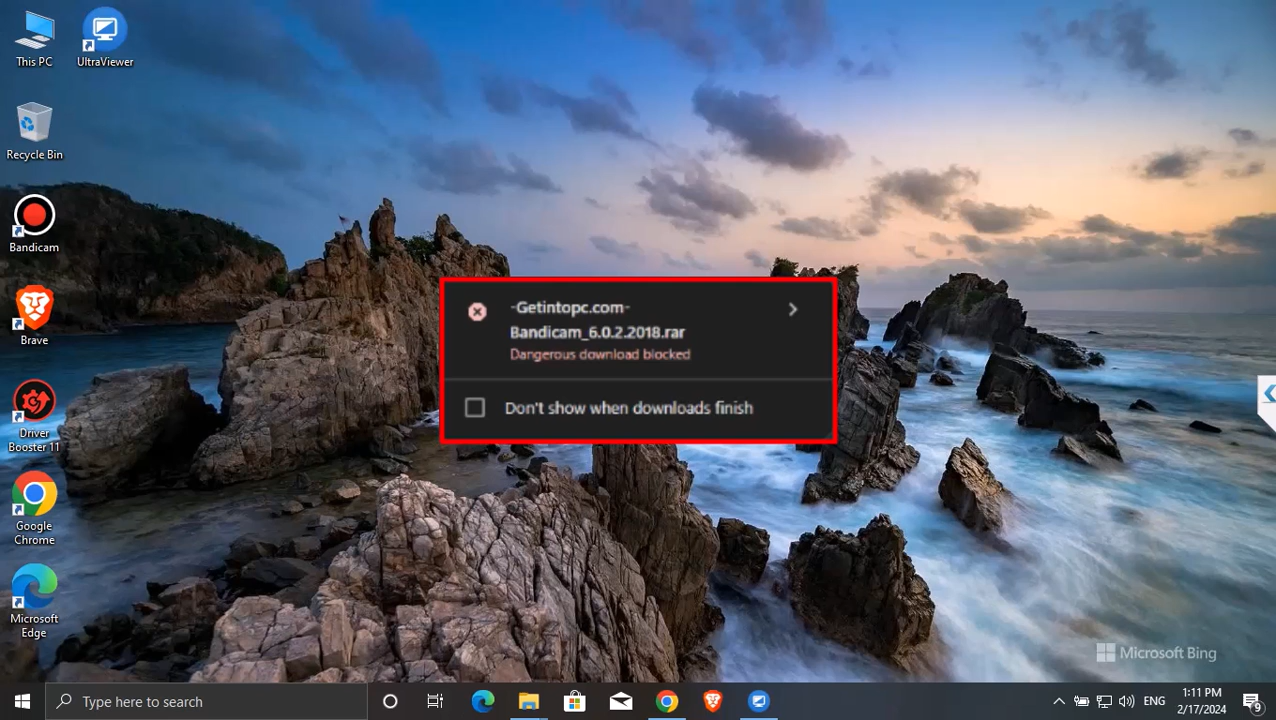 This PC
UltraViewer
Recycle Bin
Bandicam
Brave
Driver
Booster 11
Google
Chrome
Microsoft
Edge
-Getintopc.com-
Bandicam_6.0.2.2018.rar
Dangerous download blocked
Don't show when downloads finish
Microsoft Bing
Type here to search
ENG
1:11 PM
2/17/2024
9